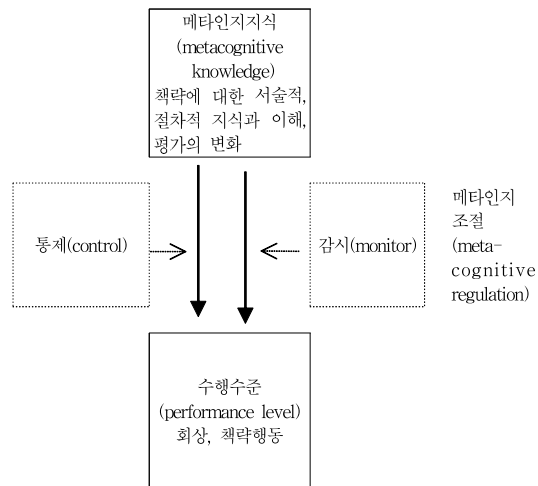 메타인지지식
(metacognitive
knowledge)
책략에 대한 서술적,
절차적 지식과 이해,
평가의 변화
통제(control)
감시(monitor)
메타인지
조절
(meta-
cognitive
regulation)
수행수준
(performance level)
회상, 책략행동